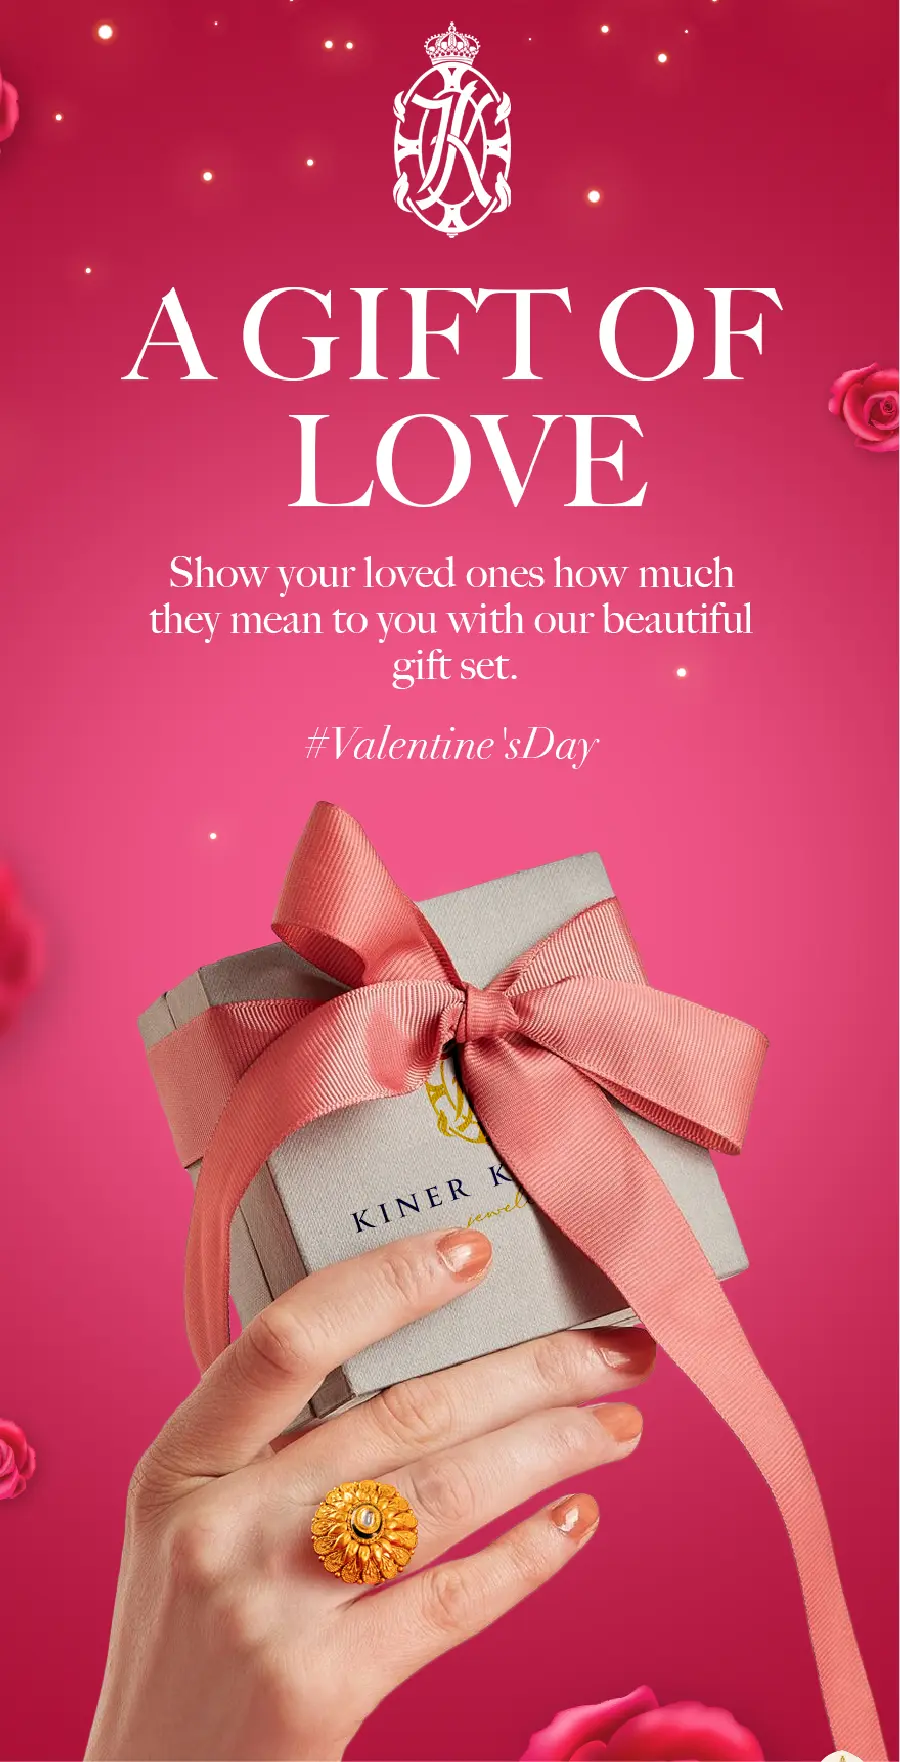 A GIFT OF
LOVE
Show your loved ones how much
they mean to you with our beautiful
gift set.
#Valentine'sDay
KINER K